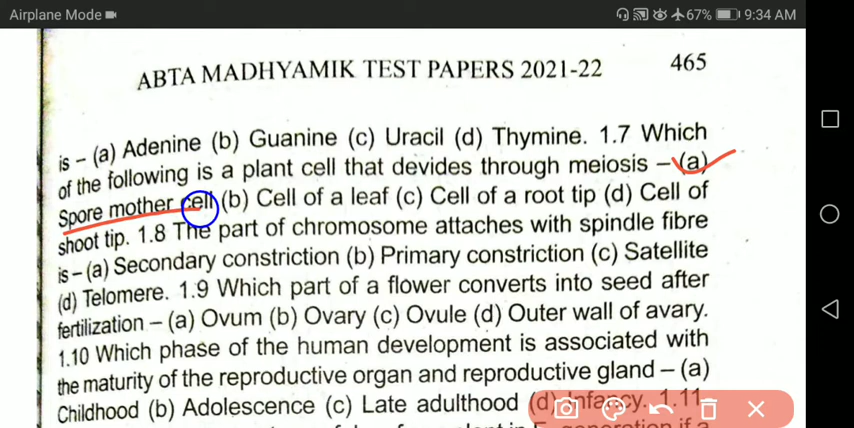 Airplane Mode 67% 9:34 AM
ABTA MADHYAMIK TEST PAPERS 2021-22 465
is – (a) Adenine (b) Guanine (c) Uracil (d) Thymine. 1.7 Which
of the following is a plant cell that devides through meiosis – (a)
Spore mother cell (b) Cell of a leaf (c) Cell of a root tip (d) Cell of
shoot tip. 1.8 The part of chromosome attaches with spindle fibre
is – (a) Secondary constriction (b) Primary constriction (c) Satellite
(d) Telomere. 1.9 Which part of a flower converts into seed after
fertilization – (a) Ovum (b) Ovary (c) Ovule (d) Outer wall of avary.
1.10 Which phase of the human development is associated with
the maturity of the reproductive organ and reproductive gland – (a)
Childhood (b) Adolescence (c) Late adulthood (d) Infancy. 1.11
generation if a